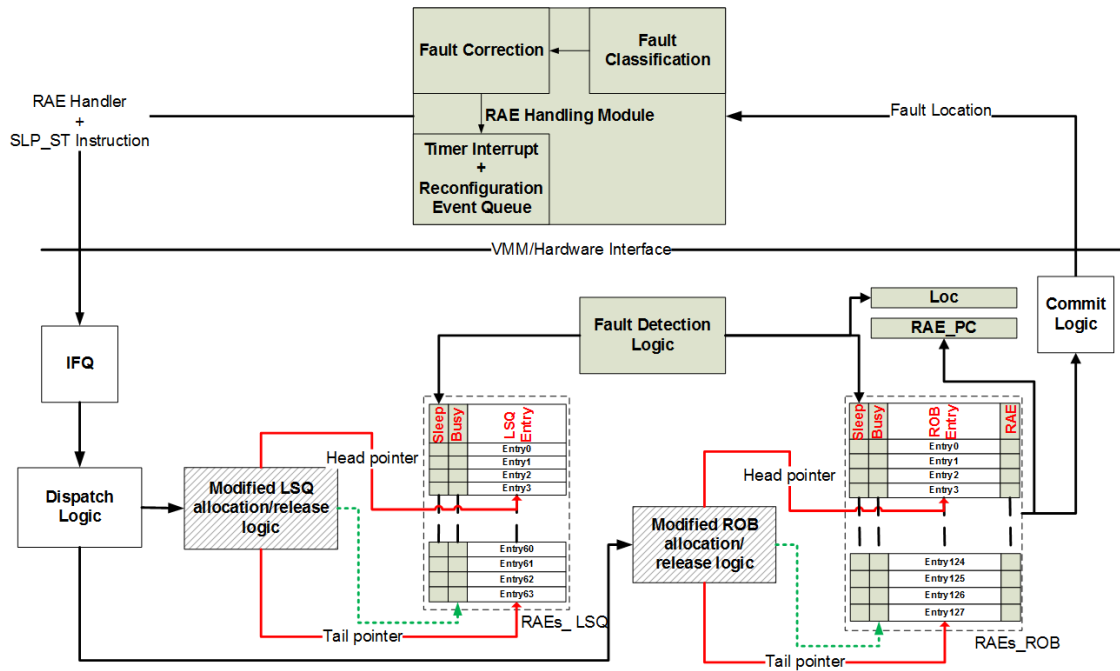 Fault Correction
Fault
Classification
RAE Handler
+
SLP_ST Instruction
RAE Handling Module
Fault Location
Timer Interrupt
+
Reconfiguration
Event Queue
VMM/Hardware Interface
Loc
RAE_PC
Commit
Logic
Fault Detection
Logic
IFQ
Sleep
Busy
LSQ
Entry
Entry0
Entry1
Entry2
Entry3
Entry60
Entry61
Entry62
Entry63
RAEs_ LSQ
Sleep
Busy
ROB
Entry
RAE
Entry0
Entry1
Entry2
Entry3
Entry124
Entry125
Entry126
Entry127
RAEs_ROB
Head pointer
Head pointer
Dispatch
Logic
Modified LSQ
allocation/release
logic
Modified ROB
allocation/
release logic
Tail pointer
Tail pointer